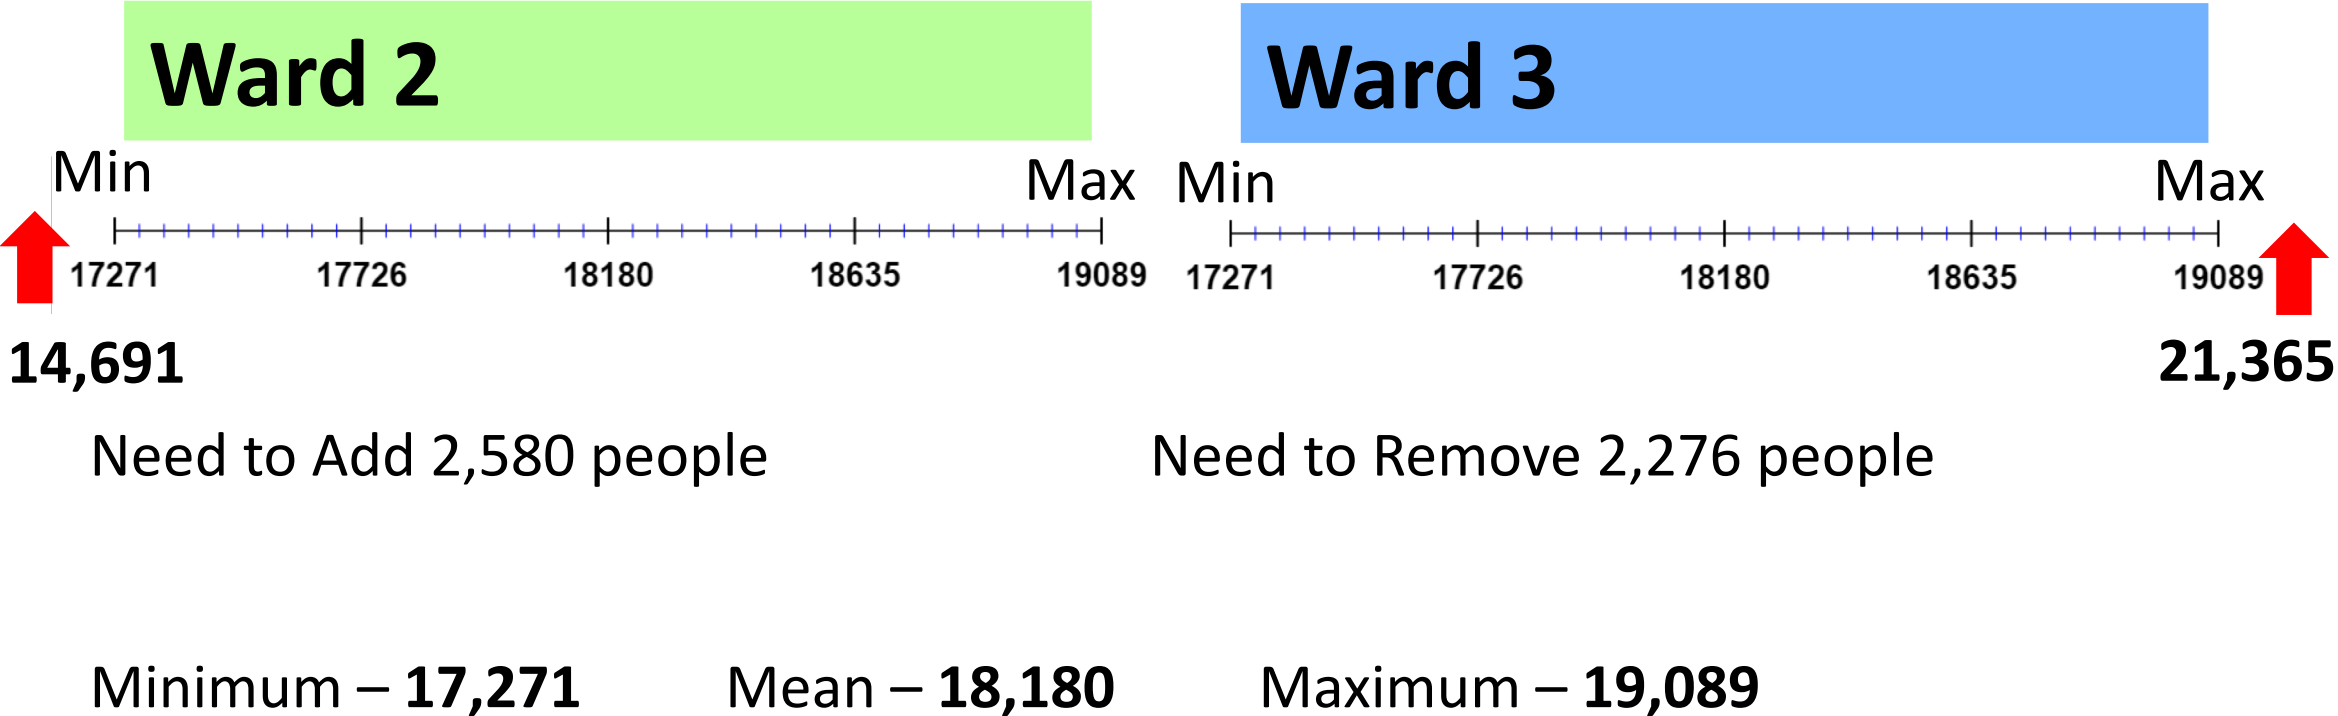 Ward 2
Ward 3
Min
Max
Min
Max
17271 17726 18180 18635 19089
17271 17726 18180 18635 19089
14,691
21,365
Need to Add 2,580 people
Need to Remove 2,276 people
Minimum – 17,271
Mean – 18,180
Maximum – 19,089